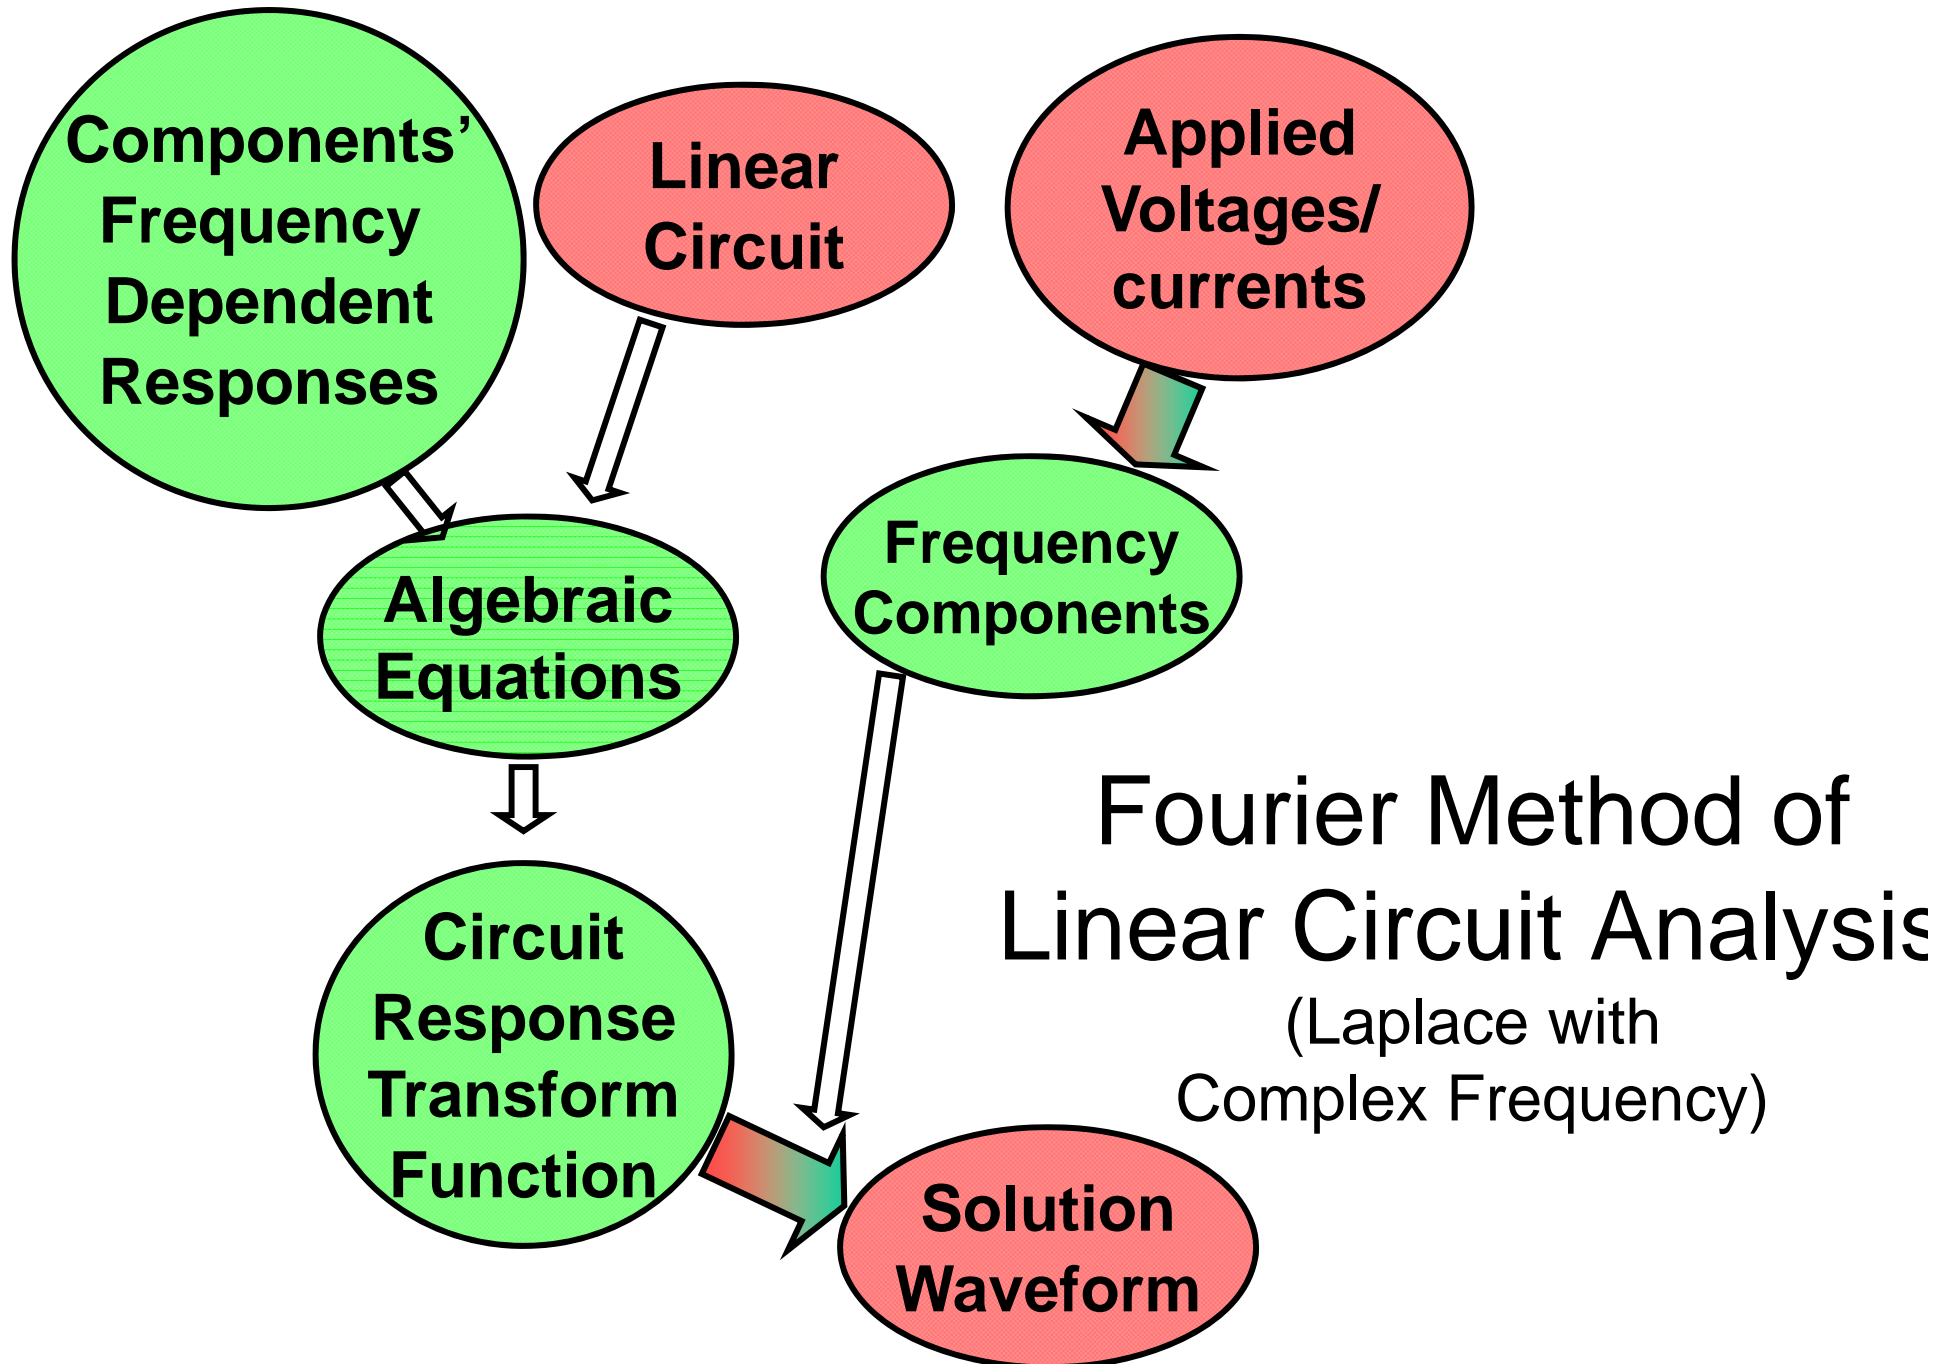 Components’
Frequency
Dependent
Responses
Linear
Circuit
Applied
Voltages/
currents
Algebraic
Equations
Frequency
Components
Circuit
Response
Transform
Function
Solution
Waveform
Fourier Method of
Linear Circuit Analysis
(Laplace with
Complex Frequency)